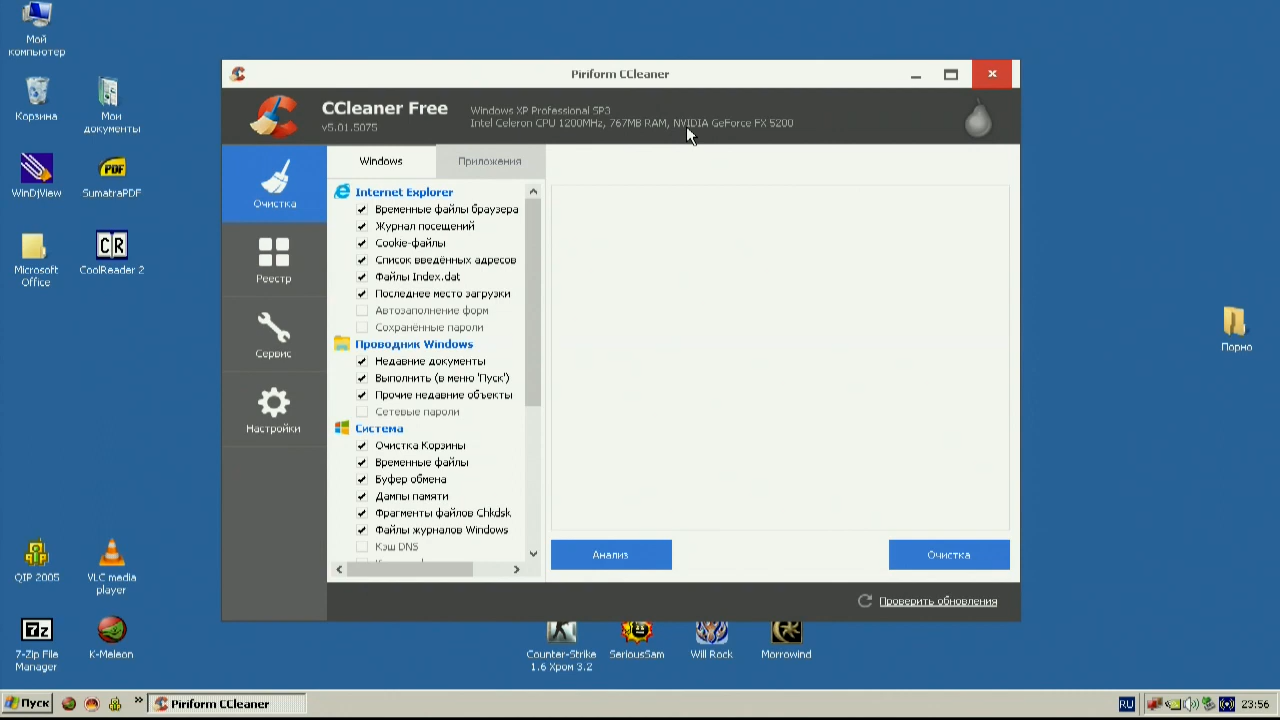 Мой
компьютер
Корзина
Мои
документы
WinDjView
SumatraPDF
Microsoft
Office
CoolReader 2
QIP 2005
VLC media
player
7-Zip File
Manager
K-Meleon
Piriform CCleaner
CCleaner Free
v5.01.5075
Windows XP Professional SP3
Intel Celeron CPU 1200MHz, 767MB RAM, NVIDIA GeForce FX 5200
Очистка
Реестр
Сервис
Настройки
Windows
Приложения
Internet Explorer
Временные файлы браузера
Журнал посещений
Cookie-файлы
Список введённых адресов
Файлы Index.dat
Последнее место загрузки
Автозаполнение форм
Сохранённые пароли
Проводник Windows
Недавние документы
Выполнить (в меню 'Пуск')
Прочие недавние объекты
Сетевые пароли
Система
Очистка Корзины
Временные файлы
Буфер обмена
Дампы памяти
Фрагменты файлов Chkdsk
Файлы журналов Windows
Кэш DNS
Анализ
Очистка
Проверить обновления
Порно
Counter-Strike
1.6 Хром 3.2
SeriousSam
Will Rock
Morrowind
Пуск
Piriform CCleaner
RU
23:56